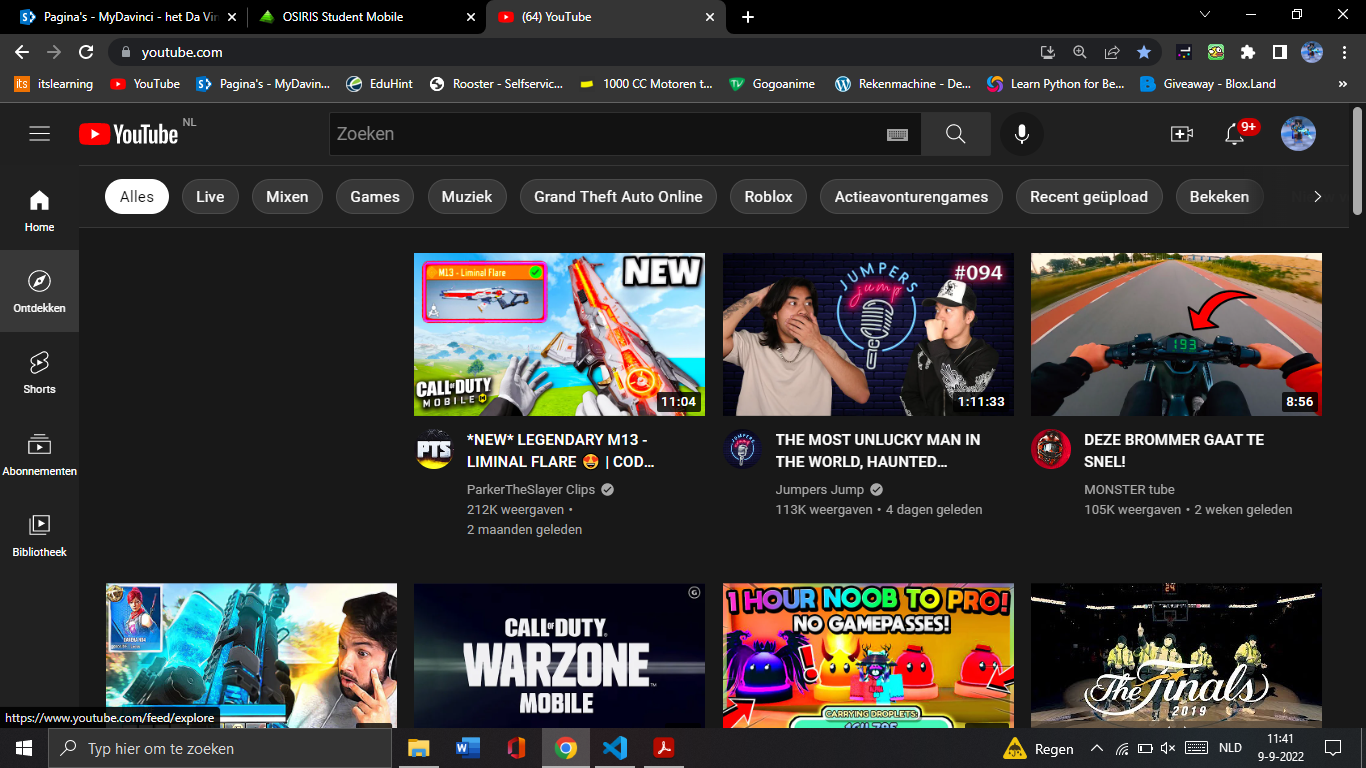 Pagina's - MyDavinci - het Da Vin
OSIRIS Student Mobile
(64) YouTube
youtube.com
its
itslearning
YouTube
Pagina's - MyDavin...
EduHint
Rooster - Selfservic...
1000 CC Motoren t...
Gogoanime
Rekenmachine - De...
Learn Python for Be...
Giveaway - Blox.Land
»
YouTube NL
Zoeken
9+
Alles
Live
Mixen
Games
Muziek
Grand Theft Auto Online
Roblox
Actieavonturengames
Recent geüpload
Bekeken
Home
Ontdekken
Shorts
Abonnementen
Bibliotheek
M13 - Liminal Flare
NEW
CALL OF DUTY
MOBILE
11:04
PTS
*NEW* LEGENDARY M13 -
LIMINAL FLARE 🤩 | COD...
ParkerTheSlayer Clips
212K weergaven •
2 maanden geleden
JUMPERS
jump
#094
1:11:33
THE MOST UNLUCKY MAN IN
THE WORLD, HAUNTED...
Jumpers Jump
113K weergaven • 4 dagen geleden
193
8:56
DEZE BROMMER GAAT TE
SNEL!
MONSTER tube
105K weergaven • 2 weken geleden
CALL OF DUTY
WARZONE
MOBILE
1 HOUR NOOB TO PRO!
NO GAMEPASSES!
CARRYING DROPLETS:
24
The Finals
2019
https://www.youtube.com/feed/explore
Typ hier om te zoeken
Regen
NLD
11:41
9-9-2022